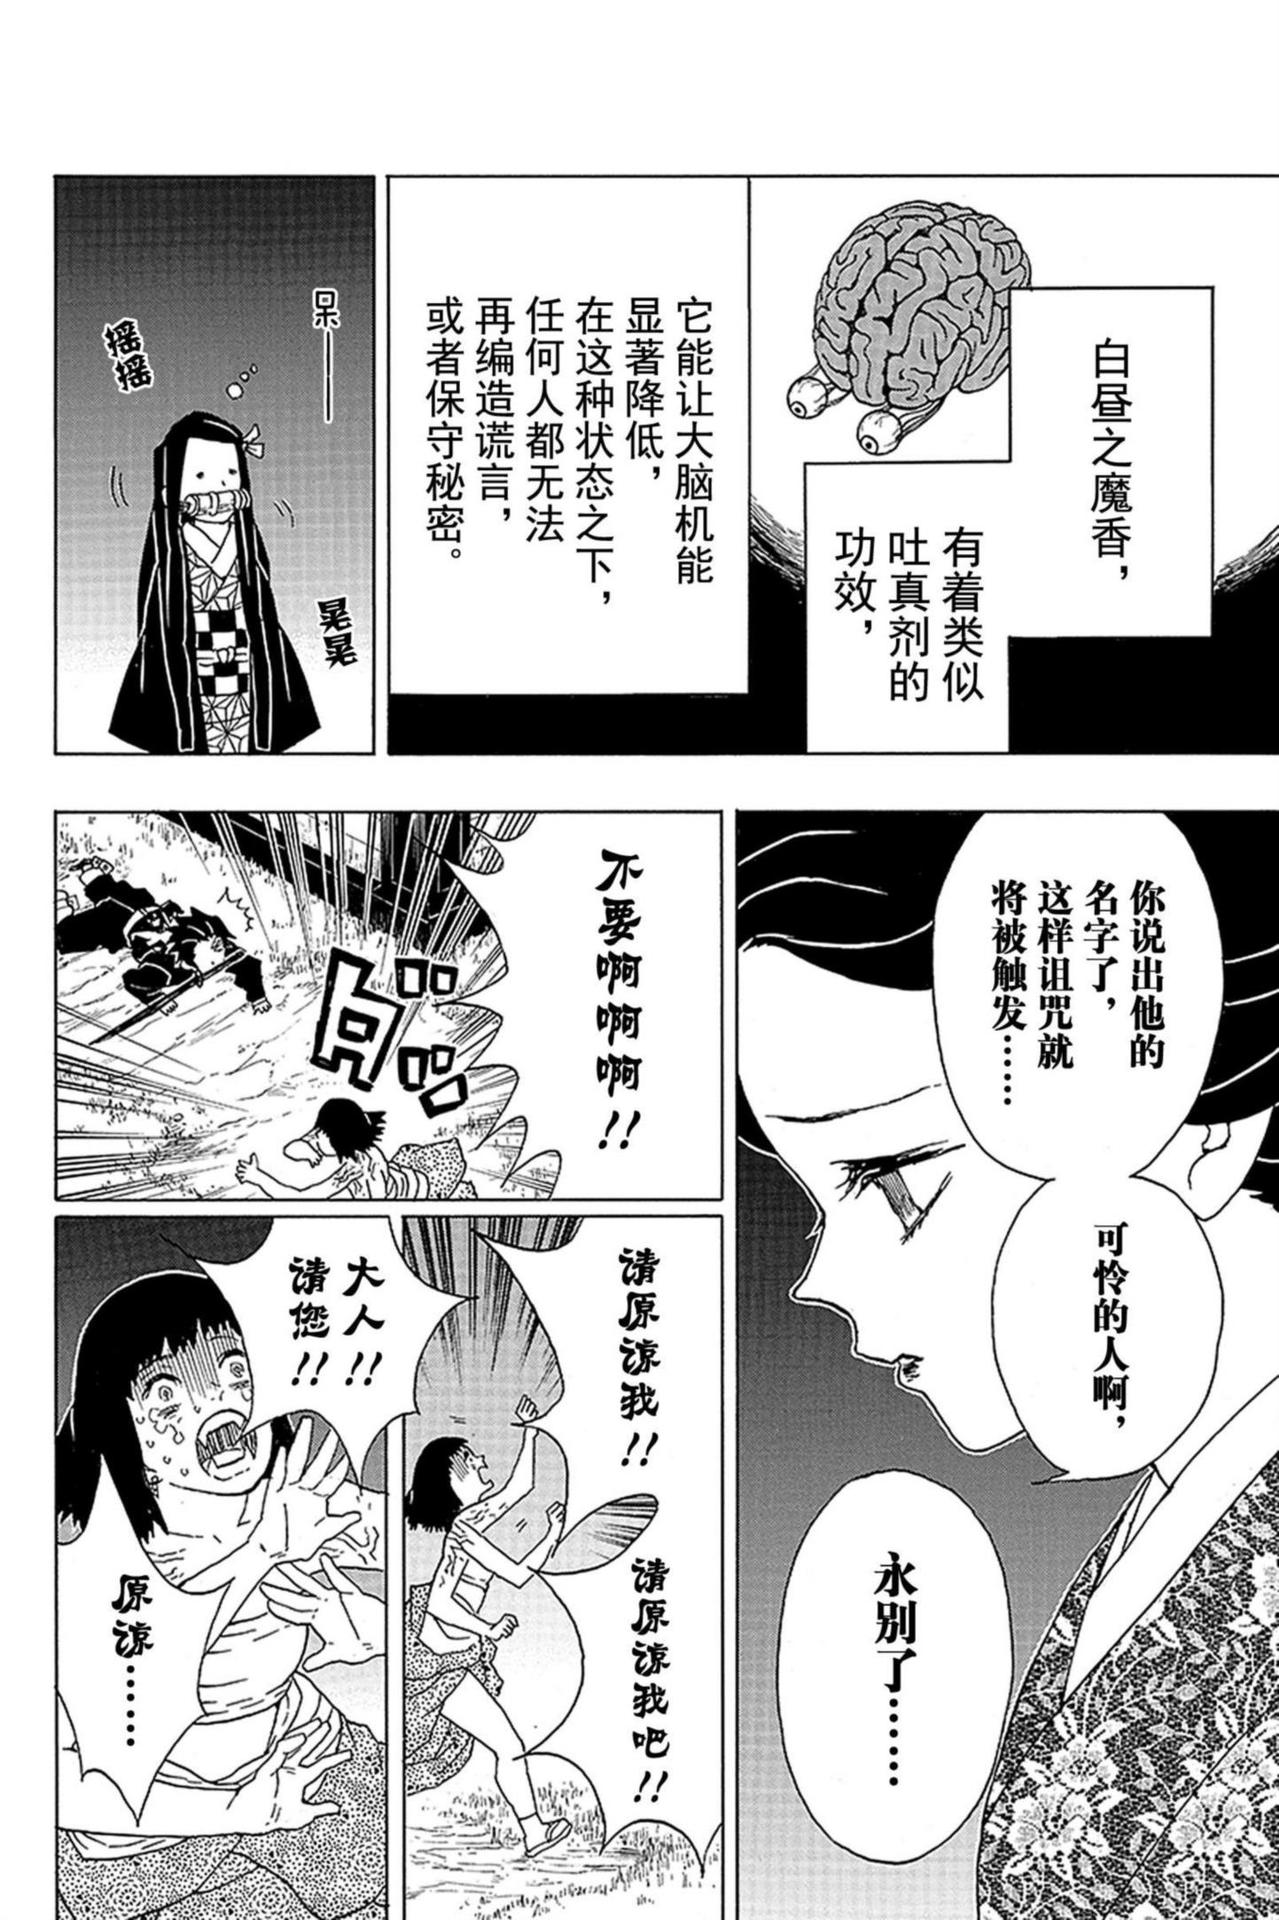 白昼之魔香，
有着类似
吐真剂的
功效，
它能让大脑机能
显著降低，
在这种状态之下，
任何人都无法
再编造谎言，
或者保守秘密。
呆——
摇摇
晃晃
你说出他的
名字了，
这样诅咒就
将被触发……
可怜的人啊，
永别了……
不要啊啊啊！！
请原谅我！！
请原谅我吧！！
大人！！
请您！！
原谅……